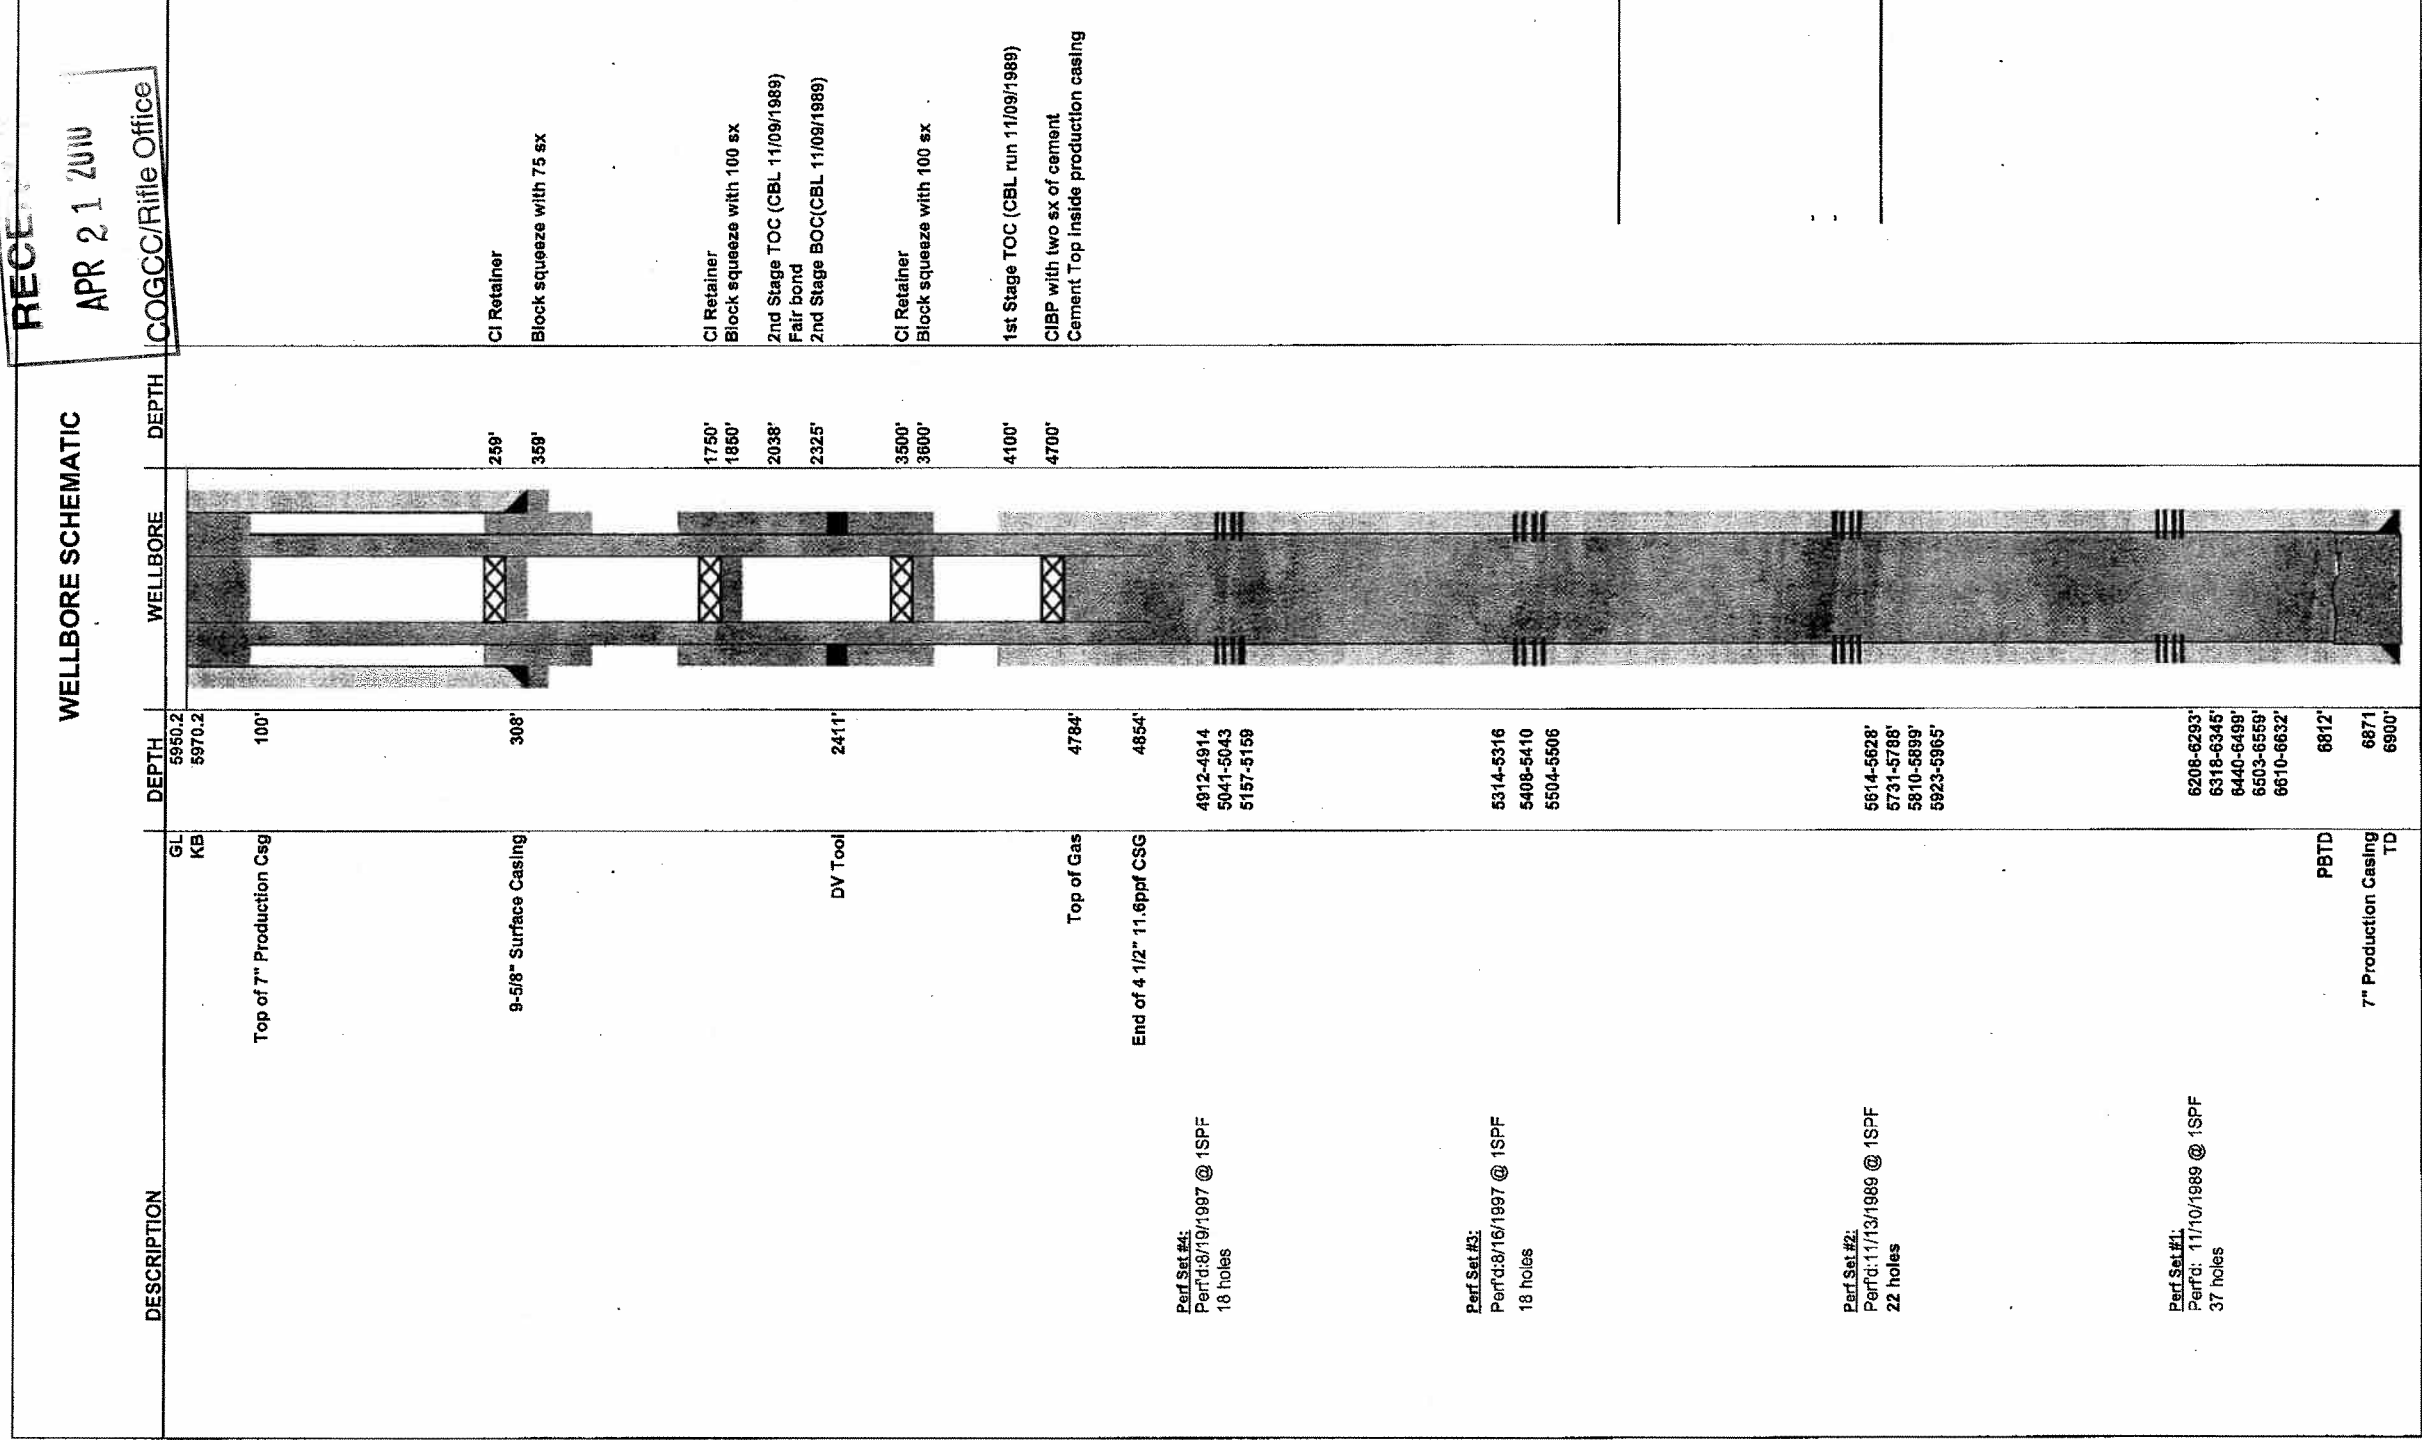 RECE
APR 21 2010
COGCC/Rifle Office
WELLBORE SCHEMATIC
DESCRIPTION DEPTH WELLBORE DEPTH
GL 5950.2
KB 5970.2
Top of 7" Production Csg 100'
259' CI Retainer
9-5/8" Surface Casing 308'
359' Block squeeze with 75 sx
1750' CI Retainer
1850' Block squeeze with 100 sx
2038' 2nd Stage TOC (CBL 11/09/1989)
Fair bond
2325' 2nd Stage BOC(CBL 11/09/1989)
DV Tool 2411'
3500' CI Retainer
3600' Block squeeze with 100 sx
4100' 1st Stage TOC (CBL run 11/09/1989)
4700' CIBP with two sx of cement
Top of Gas 4784' Cement Top inside production casing
End of 4 1/2" 11.6ppf CSG 4854'
Perf Set #4:
Perf'd:8/19/1997 @ 1SPF 4912-4914
18 holes 5041-5043
5157-5159
Perf Set #3:
Perf'd:8/16/1997 @ 1SPF 5314-5316
18 holes 5408-5410
5504-5506
Perf Set #2:
Perf'd:11/13/1989 @ 1SPF 5614-5628'
22 holes 5731-5788'
5810-5899'
5923-5965'
Perf Set #1:
Perf'd: 11/10/1989 @ 1SPF 6208-6293'
37 holes 6318-6345'
6440-6499'
6503-6559'
6610-6632'
PBTD 6812'
7" Production Casing 6871
TD 6900'